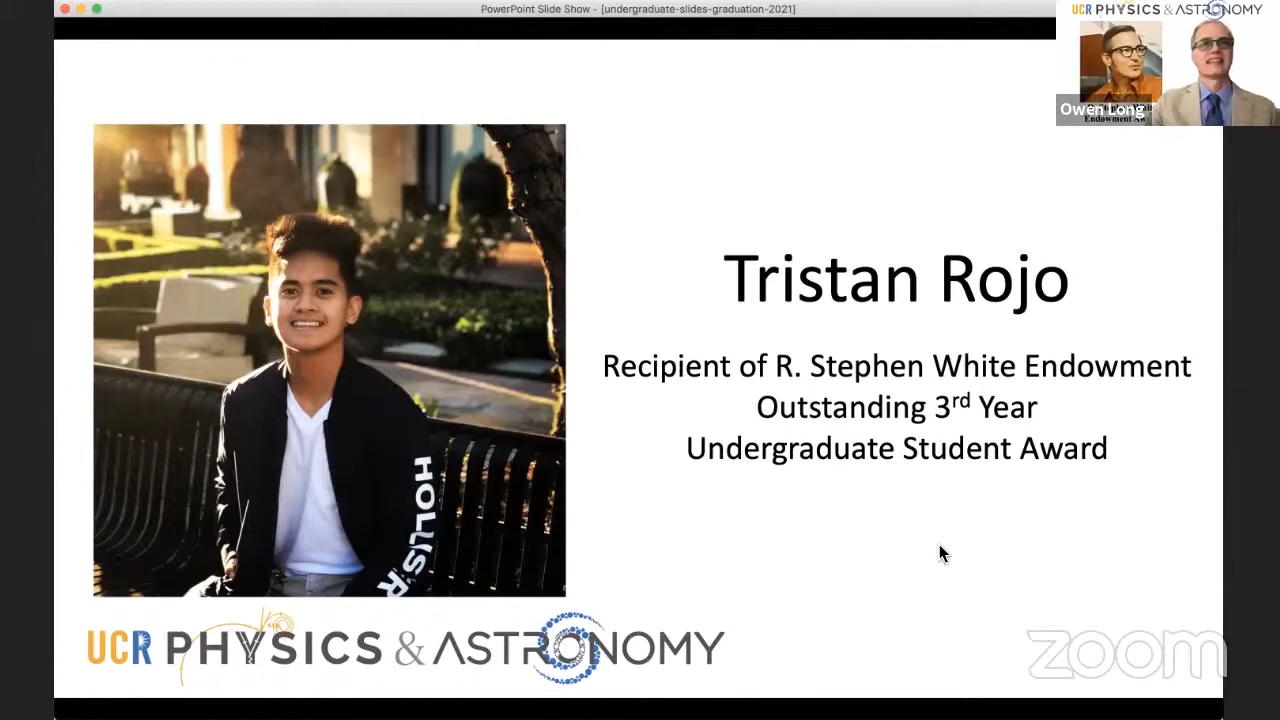 PowerPoint Slide Show - [undergraduate-slides-graduation-2021]
UCR PHYSICS & ASTRONOMY
Owen Long
Tristan Rojo
Recipient of R. Stephen White Endowment
Outstanding 3rd Year
Undergraduate Student Award
HOLLIS
UCR PHYSICS & ASTRONOMY
zoom